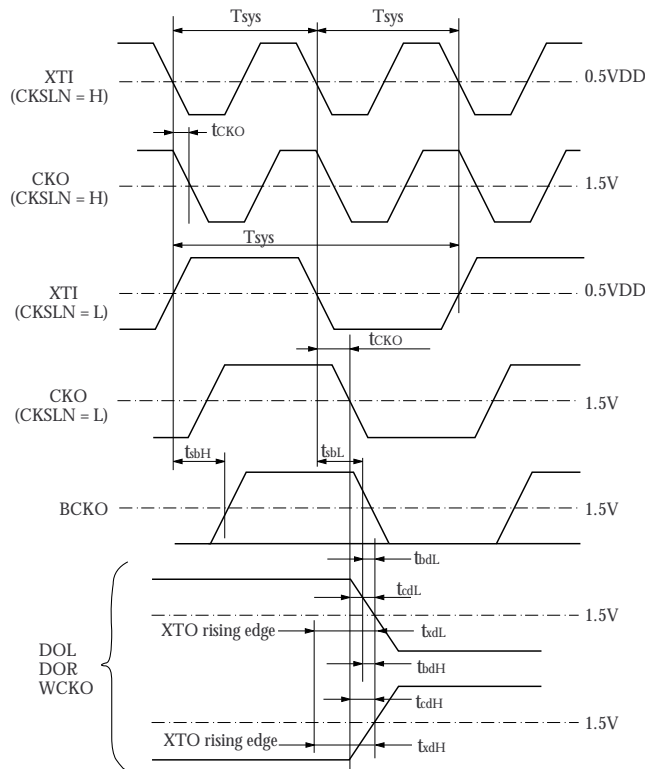 Tsys Tsys
XTI
(CKSLN = H)
0.5VDD
tCKO
CKO
(CKSLN = H)
1.5V
Tsys
XTI
(CKSLN = L)
0.5VDD
tCKO
CKO
(CKSLN = L)
1.5V
tsbH tsbL
BCKO
1.5V
tbdL
tcdL
1.5V
XTO rising edge
txdL
DOL
DOR
WCKO
tbdH
tcdH
1.5V
XTO rising edge
txdH